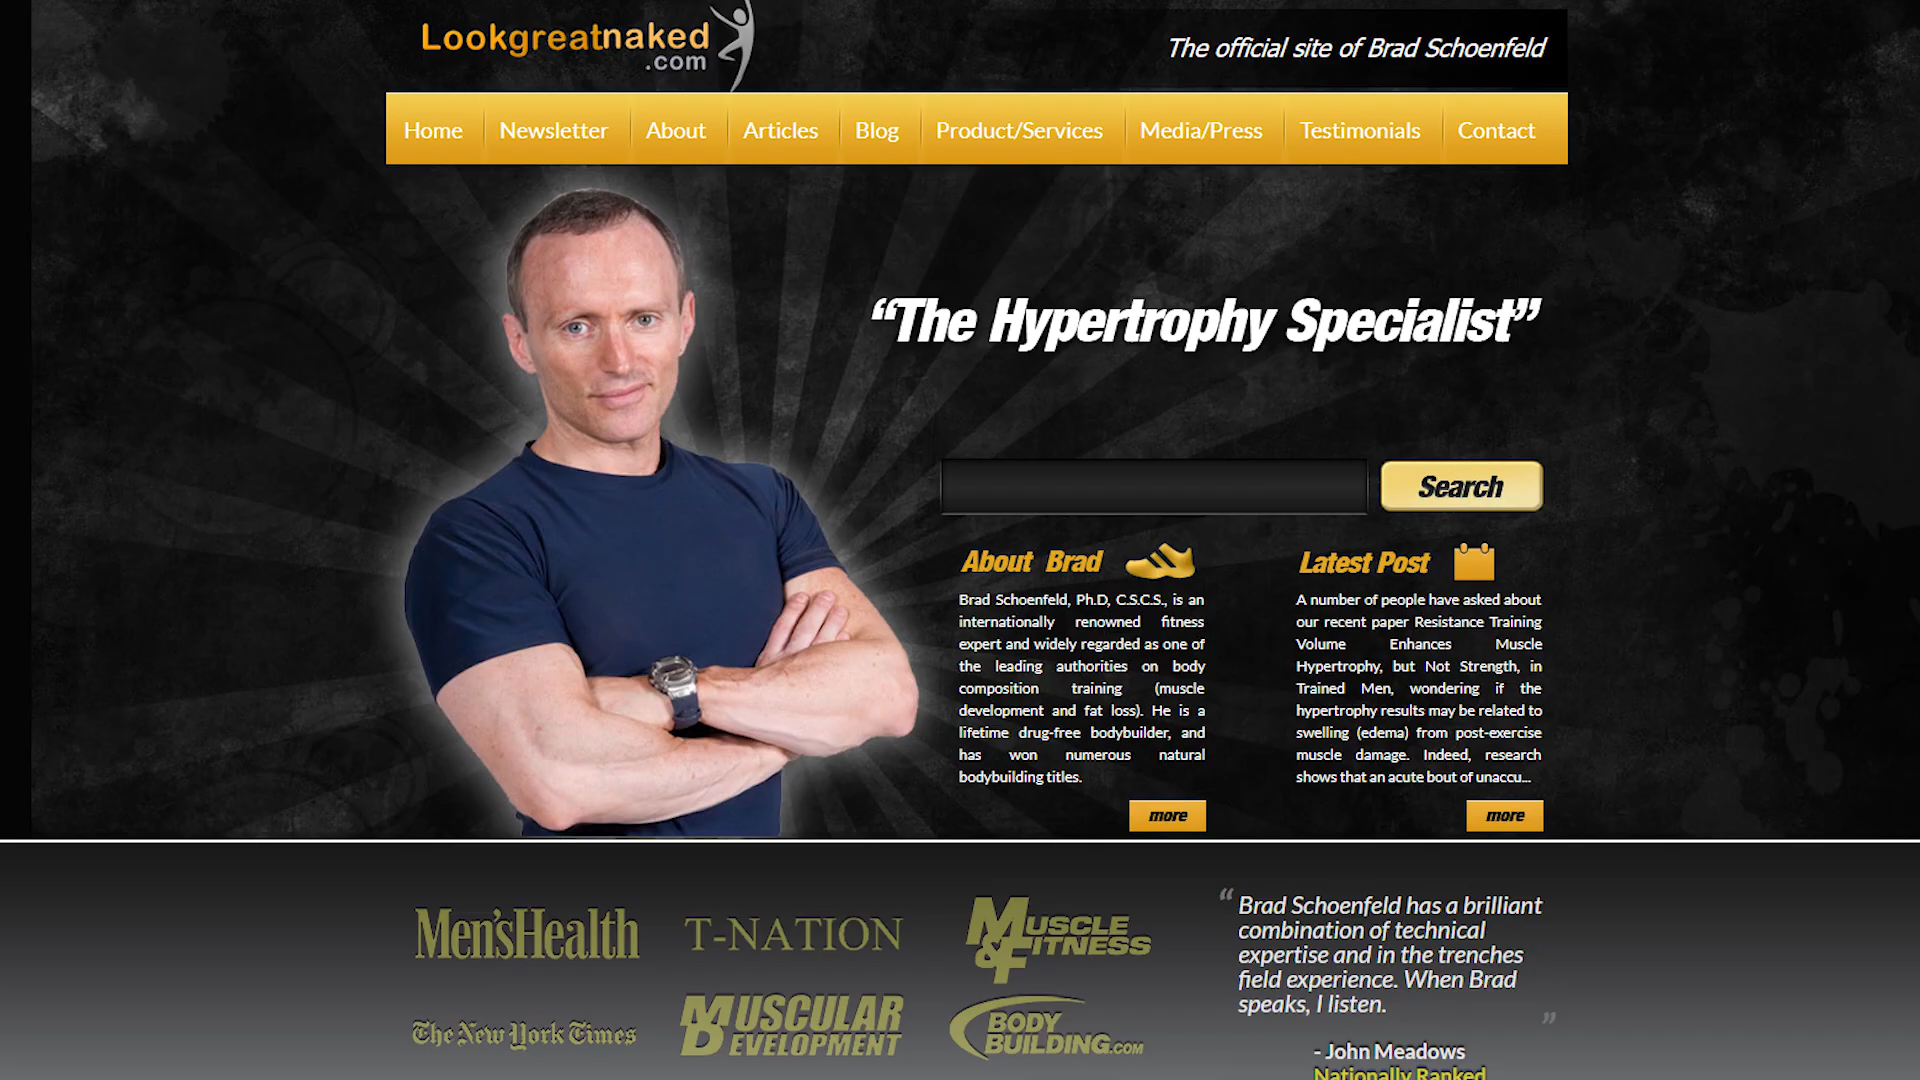 Lookgreatnaked
.com
The official site of Brad Schoenfeld
Home Newsletter About Articles Blog Product/Services Media/Press Testimonials Contact
“The Hypertrophy Specialist”
Search
About Brad
Brad Schoenfeld, Ph.D, C.S.C.S., is an
internationally renowned fitness
expert and widely regarded as one of
the leading authorities on body
composition training (muscle
development and fat loss). He is a
lifetime drug-free bodybuilder, and
has won numerous natural
bodybuilding titles.
more
Latest Post
A number of people have asked about
our recent paper Resistance Training
Volume Enhances Muscle
Hypertrophy, but Not Strength, in
Trained Men, wondering if the
hypertrophy results may be related to
swelling (edema) from post-exercise
muscle damage. Indeed, research
shows that an acute bout of unaccu...
more
Men'sHealth
T-NATION
MUSCLE
& FITNESS
The New York Times
MUSCULAR
DEVELOPMENT
BODY
BUILDING.COM
“ Brad Schoenfeld has a brilliant
combination of technical
expertise and in the trenches
field experience. When Brad
speaks, I listen. ”
- John Meadows
Nationally Ranked